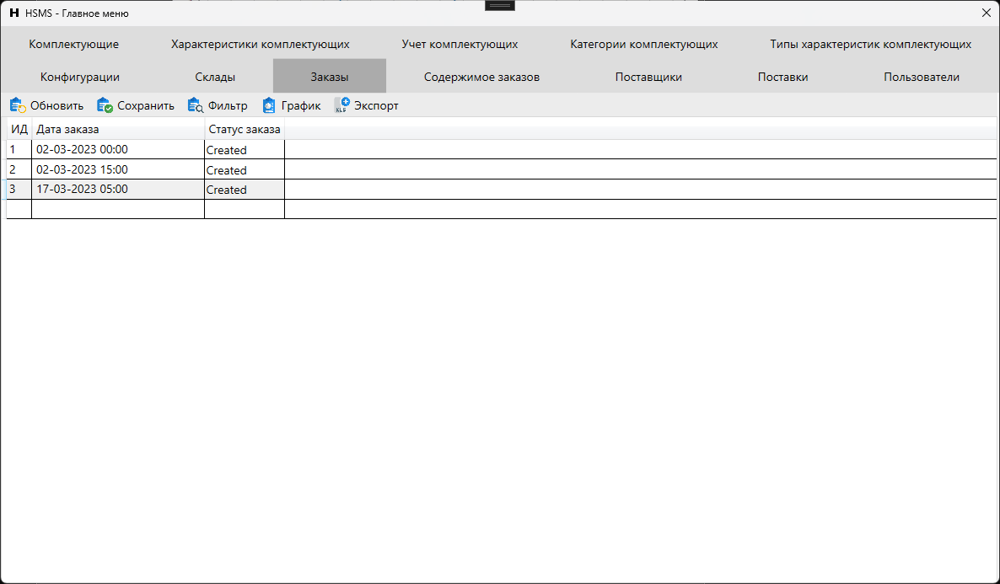 H HSMS - Главное меню
Комплектующие Характеристики комплектующих Учет комплектующих Категории комплектующих Типы характеристик комплектующих
Конфигурации Склады Заказы Содержимое заказов Поставщики Поставки Пользователи
Обновить Сохранить Фильтр График XLS Экспорт
ИД Дата заказа Статус заказа
1 02-03-2023 00:00 Created
2 02-03-2023 15:00 Created
3 17-03-2023 05:00 Created